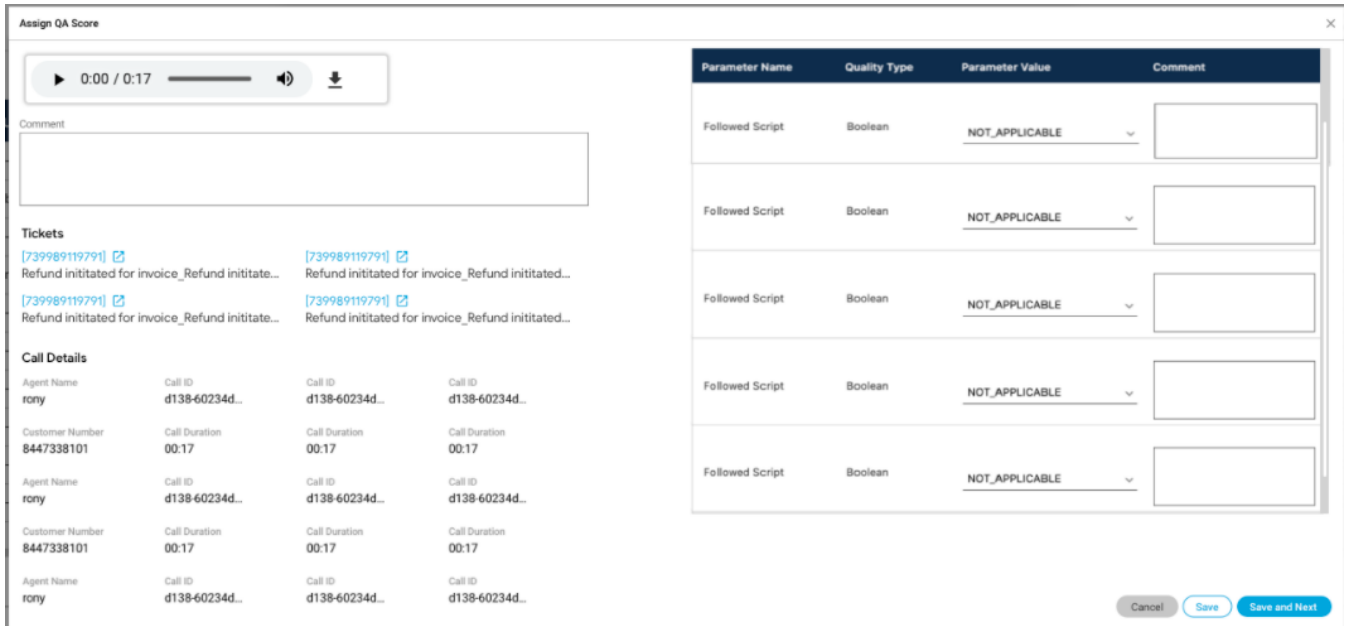 Assign QA Score
0:00 / 0:17
Comment
Tickets
[739989119791] [739989119791]
Refund inititated for invoice_Refund inititate... Refund inititated for invoice_Refund inititated...
[739989119791] [739989119791]
Refund inititated for invoice_Refund inititate... Refund inititated for invoice_Refund inititated...
Call Details
Agent Name Call ID Call ID Call ID
rony d138-60234d... d138-60234d... d138-60234d...
Customer Number Call Duration Call Duration Call Duration
8447338101 00:17 00:17 00:17
Agent Name Call ID Call ID Call ID
rony d138-60234d... d138-60234d... d138-60234d...
Customer Number Call Duration Call Duration Call Duration
8447338101 00:17 00:17 00:17
Agent Name Call ID Call ID Call ID
rony d138-60234d... d138-60234d... d138-60234d...
Parameter Name Quality Type Parameter Value Comment
Followed Script Boolean NOT_APPLICABLE
Followed Script Boolean NOT_APPLICABLE
Followed Script Boolean NOT_APPLICABLE
Followed Script Boolean NOT_APPLICABLE
Followed Script Boolean NOT_APPLICABLE
Cancel Save Save and Next